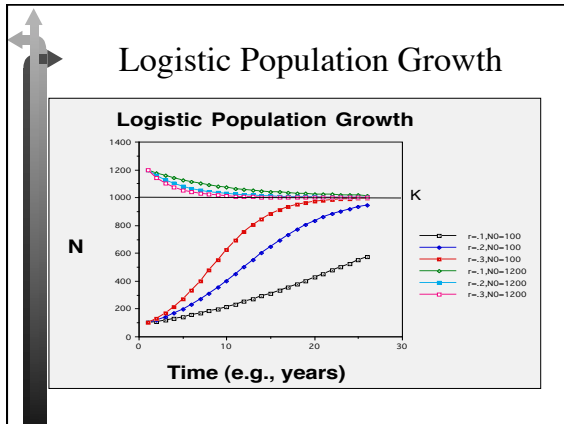 Logistic Population Growth
Logistic Population Growth
1400
1200
1000
800
600
400
200
0
K
N
r=.1,N0=100
r=.2,N0=100
r=.3,N0=100
r=.1,N0=1200
r=.2,N0=1200
r=.3,N0=1200
0 10 20 30
Time (e.g., years)